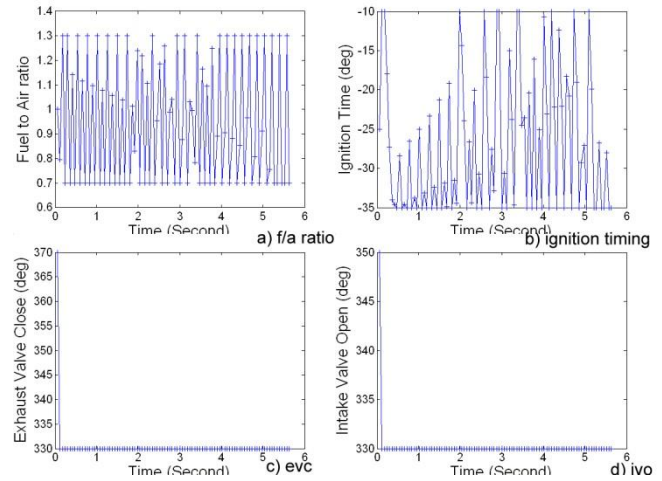 1.4
1.3
1.2
1.1
1
0.9
0.8
0.7
0.6
Fuel to Air ratio
0 1 2 3 4 5 6
Time (Second)
a) f/a ratio
-10
-15
-20
-25
-30
-35
Ignition Time (deg)
0 1 2 3 4 5 6
Time (Second)
b) ignition timing
370
365
360
355
350
345
340
335
330
Exhaust Valve Close (deg)
0 1 2 3 4 5 6
Time (Second)
c) evc
350
345
340
335
330
Intake Valve Open (deg)
0 1 2 3 4 5 6
Time (Second)
d) ivo